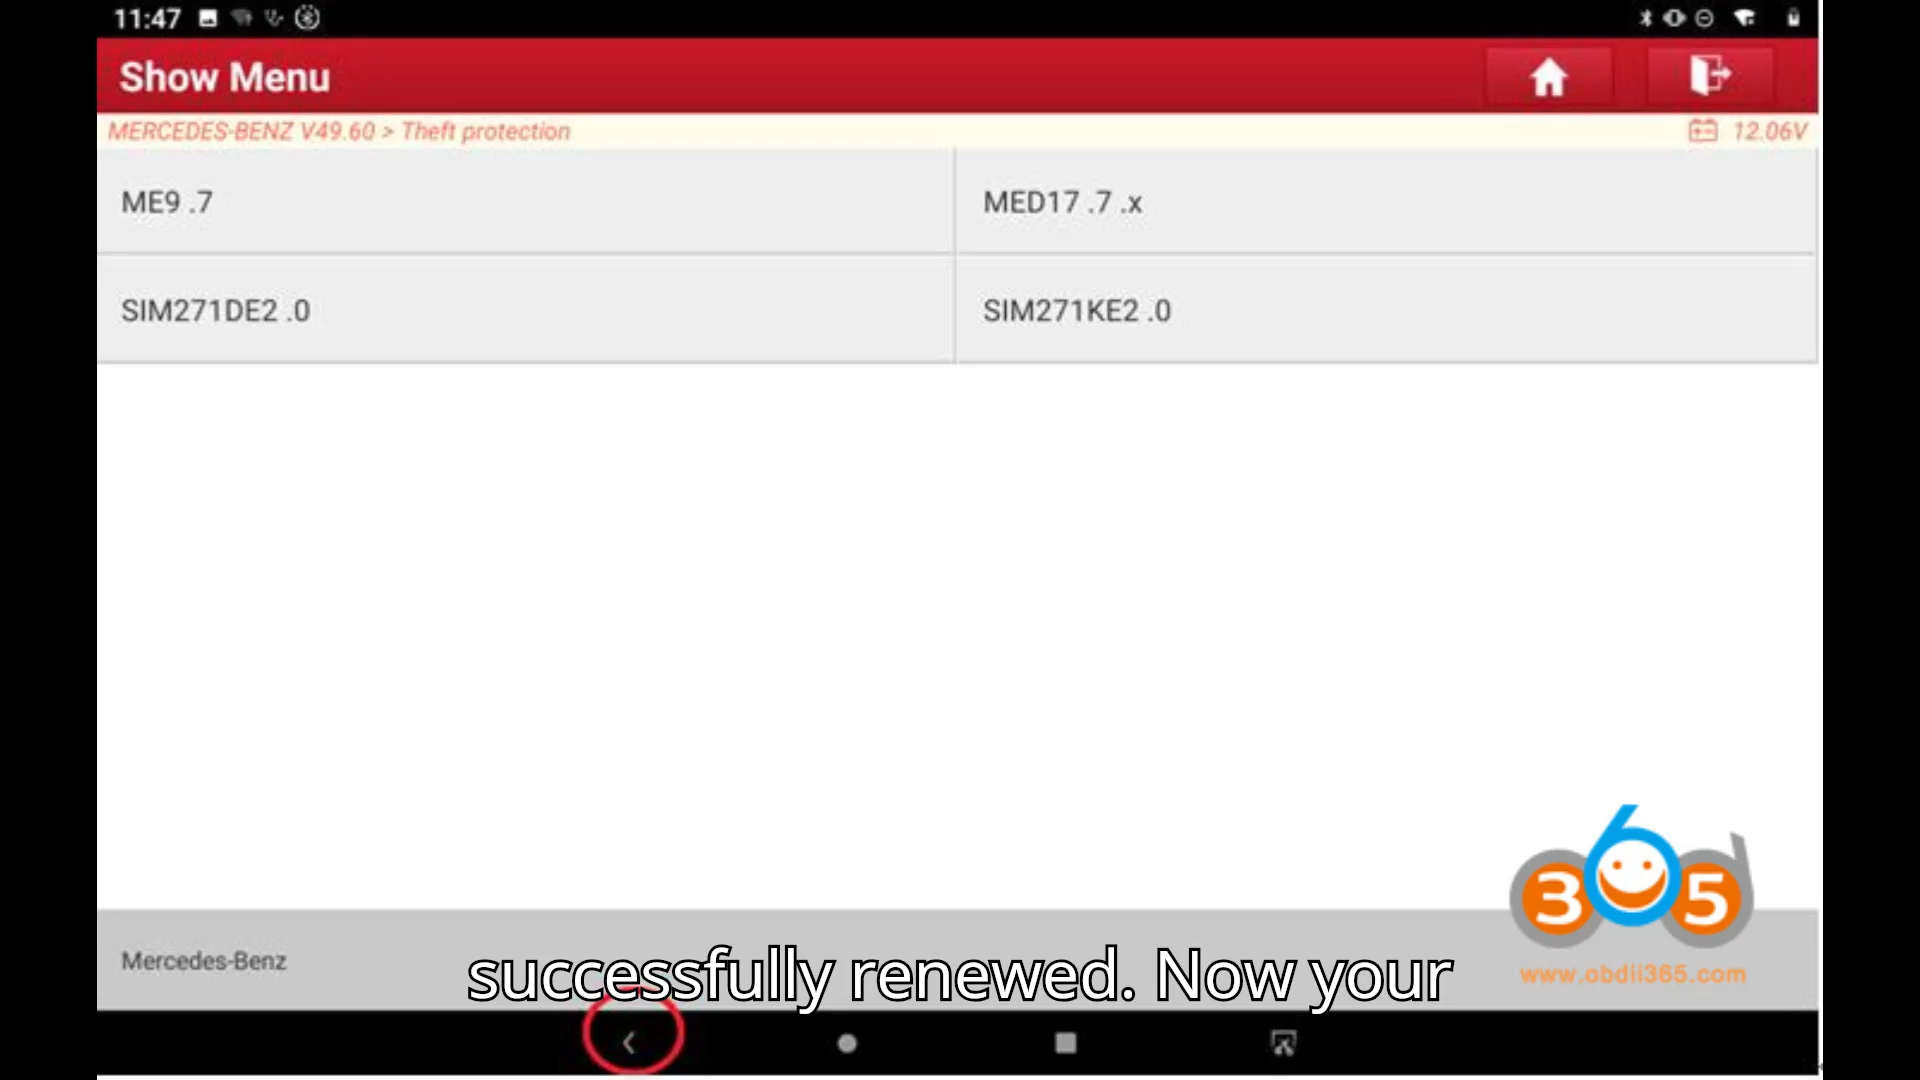 11:47
Show Menu
MERCEDES-BENZ V49.60 > Theft protection
12.06V
ME9 .7
MED17 .7 .x
SIM271DE2 .0
SIM271KE2 .0
365
Mercedes-Benz
successfully renewed. Now your
www.obdii365.com